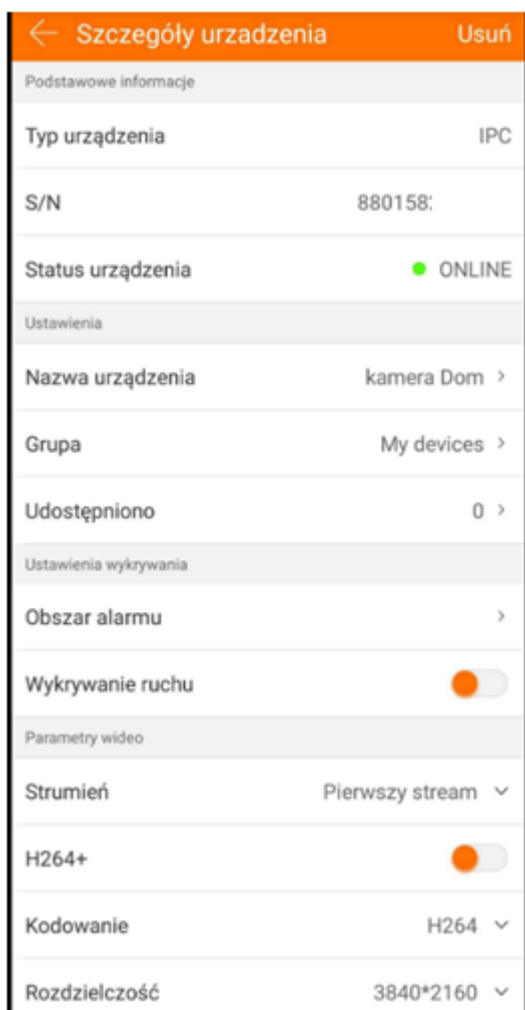 Szczegóły urzadzenia Usuń
Podstawowe informacje
Typ urządzenia IPC
S/N 880158
Status urządzenia ONLINE
Ustawienia
Nazwa urządzenia kamera Dom
Grupa My devices
Udostępniono 0
Ustawienia wykrywania
Obszar alarmu
Wykrywanie ruchu
Parametry wideo
Strumień Pierwszy stream
H264+
Kodowanie H264
Rozdzielczość 3840*2160